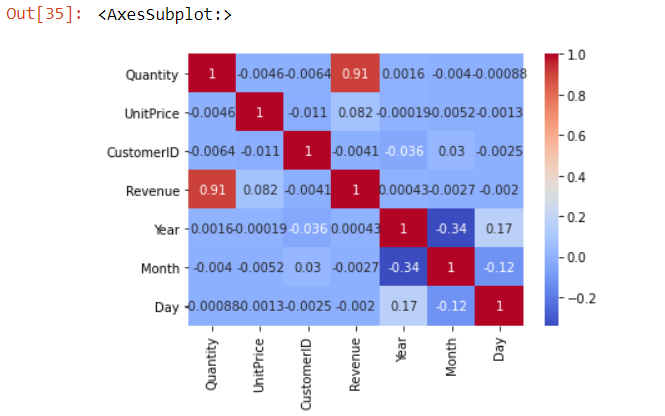 Out[35]: <AxesSubplot:>
1.0
Quantity 1 -0.0046 -0.0064 0.91 0.0016 -0.004 -0.00088
0.8
UnitPrice -0.0046 1 -0.011 0.082 -0.00019 -0.0052 -0.0013
CustomerID -0.0064 -0.011 1 -0.0041 -0.036 0.03 -0.0025
0.6
Revenue 0.91 0.082 -0.0041 1 0.00043 -0.0027 -0.002
0.4
0.2
Year 0.0016 -0.00019 -0.036 0.00043 1 -0.34 0.17
Month -0.004 -0.0052 0.03 -0.0027 -0.34 1 -0.12
0.0
Day -0.00088 -0.0013 -0.0025 -0.002 0.17 -0.12 1
−0.2
Quantity UnitPrice CustomerID Revenue Year Month Day